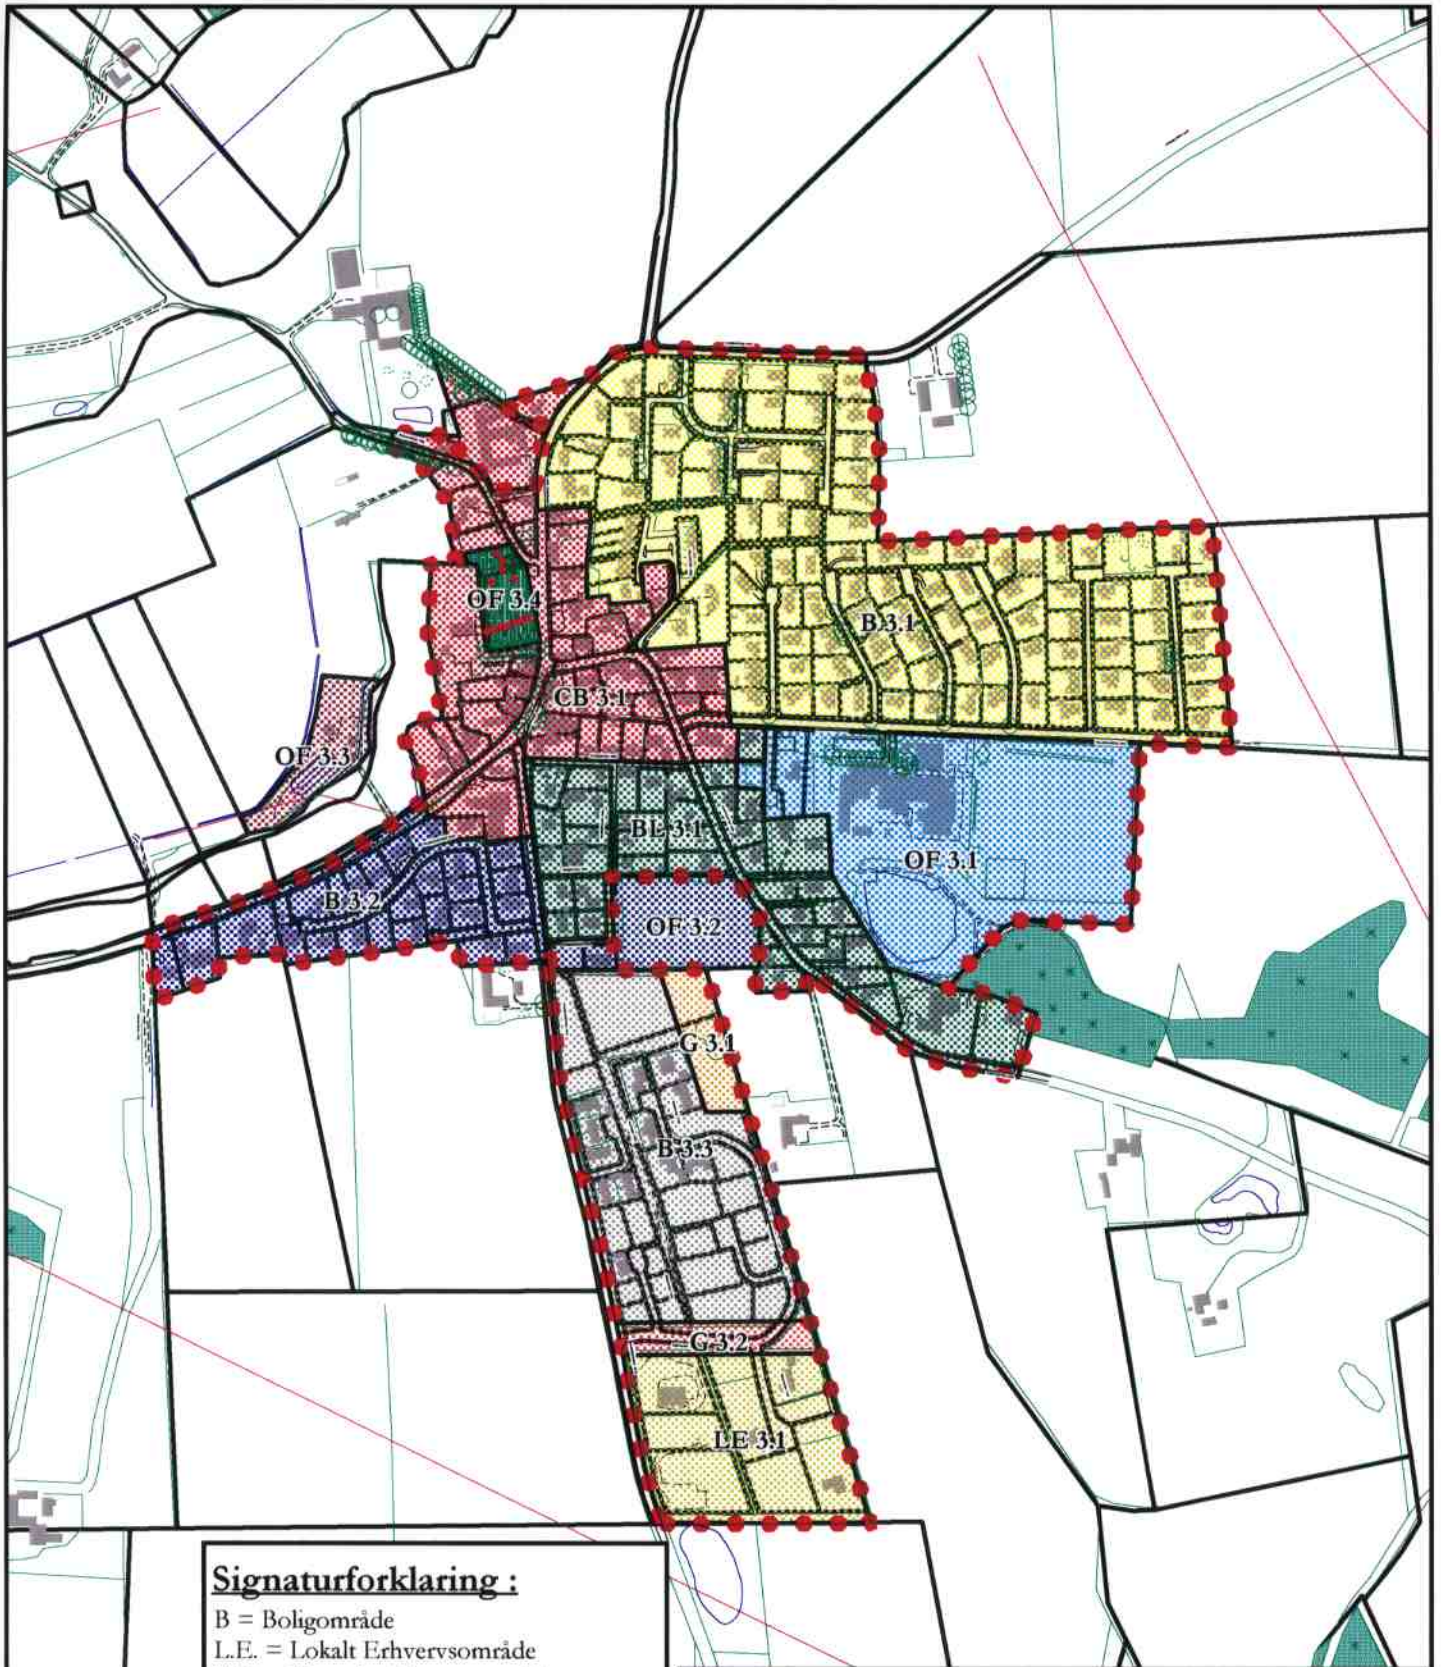 OF 3.4
B 3.1
CB 3.1
OF 3.3
BL 3.1
OF 3.1
B 3.2
OF 3.2
G 3.1
B 3.3
G 3.2
LE 3.1
Signaturforklaring :
B = Boligområde
L.E. = Lokalt Erhvervsområde